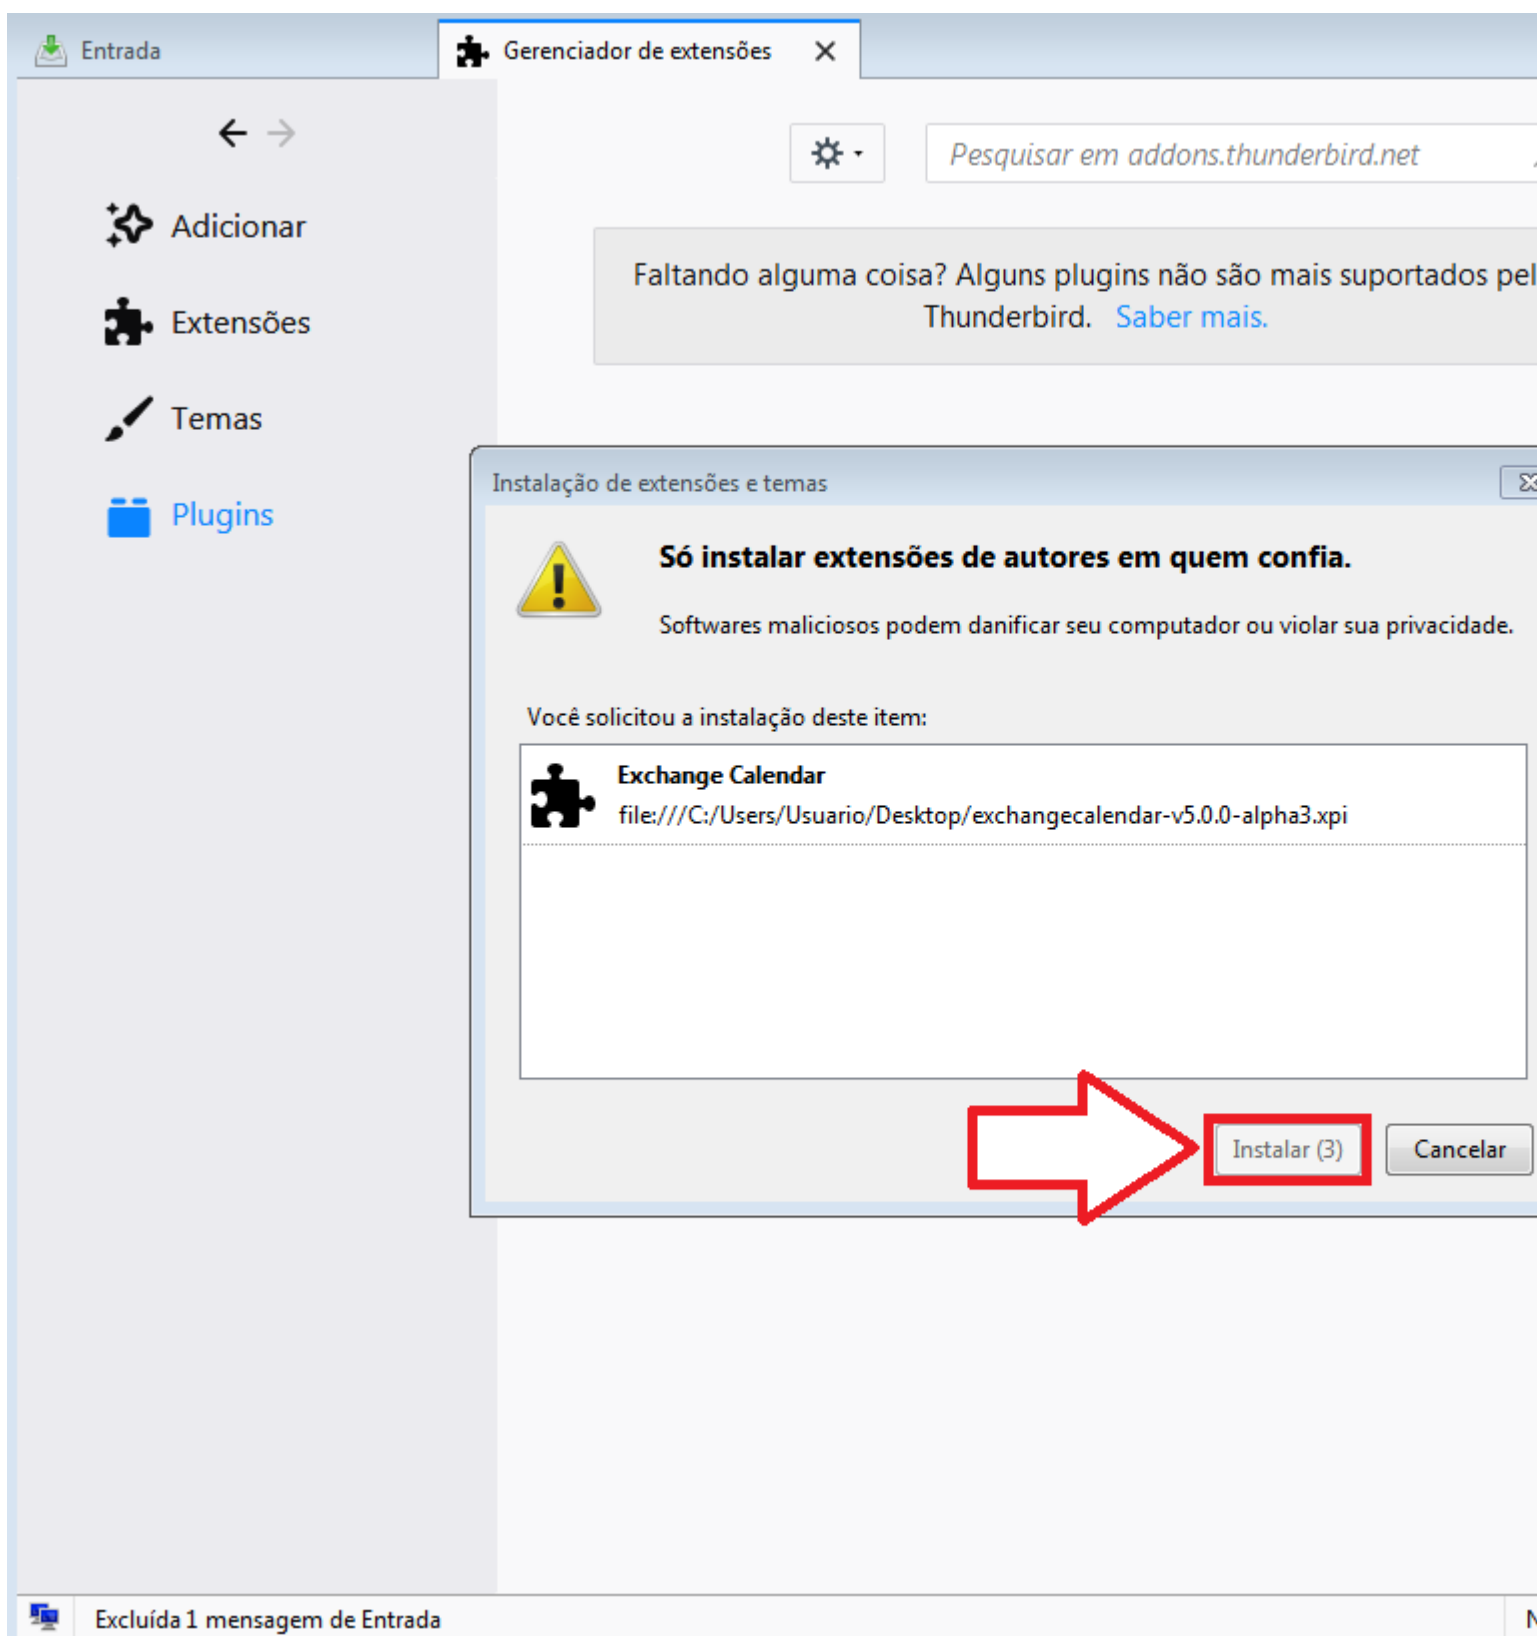 Entrada
Gerenciador de extensões
Pesquisar em addons.thunderbird.net
Adicionar
Extensões
Temas
Plugins
Faltando alguma coisa? Alguns plugins não são mais suportados pel
Thunderbird. Saber mais.
Instalação de extensões e temas
Só instalar extensões de autores em quem confia.
Softwares maliciosos podem danificar seu computador ou violar sua privacidade.
Você solicitou a instalação deste item:
Exchange Calendar
file:///C:/Users/Usuario/Desktop/exchangecalendar-v5.0.0-alpha3.xpi
Instalar (3)
Cancelar
Excluída 1 mensagem de Entrada